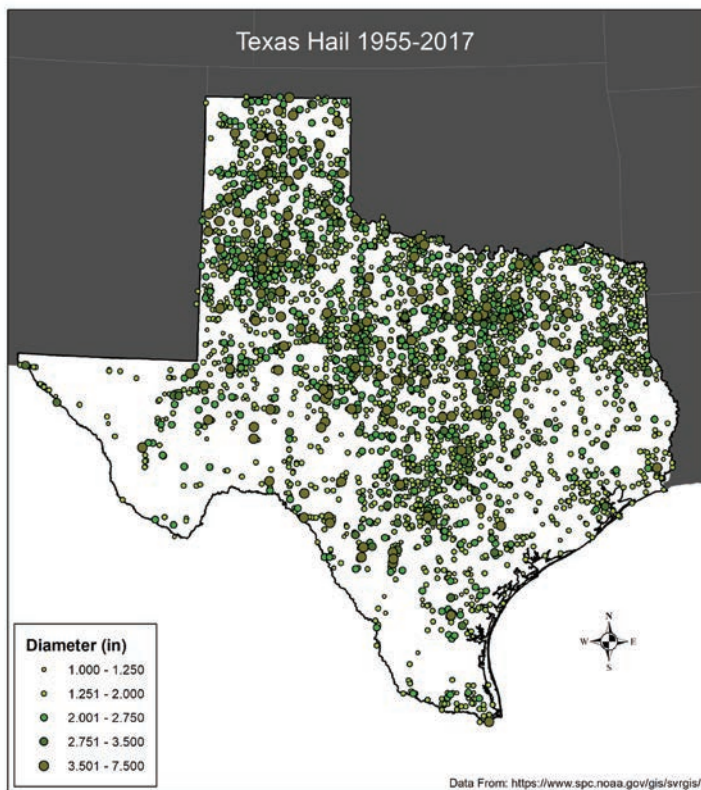 Texas Hail 1955-2017
Diameter (in)
1.000 - 1.250
1.251 - 2.000
2.001 - 2.750
2.751 - 3.500
3.501 - 7.500
N
W E
S
Data From: https://www.spc.noaa.gov/gis/svrgis/